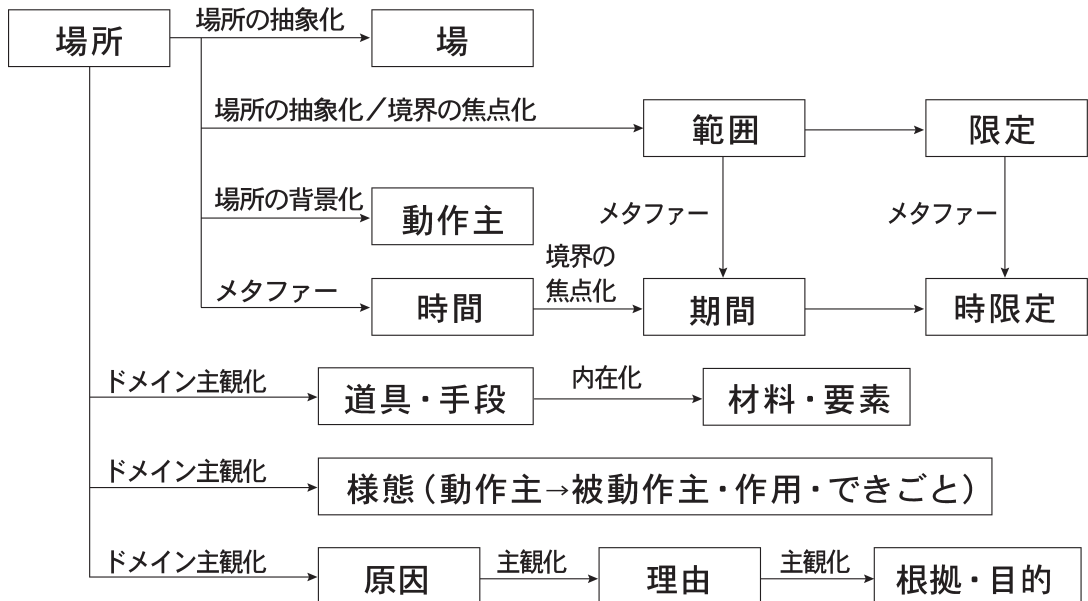 場所
場所の抽象化
場
場所の抽象化／境界の焦点化
範囲
限定
場所の背景化
動作主
メタファー
メタファー
メタファー
時間
境界の
焦点化
期間
時限定
ドメイン主観化
道具・手段
内在化
材料・要素
ドメイン主観化
様態（動作主→被動作主・作用・できごと）
ドメイン主観化
原因
主観化
理由
主観化
根拠・目的